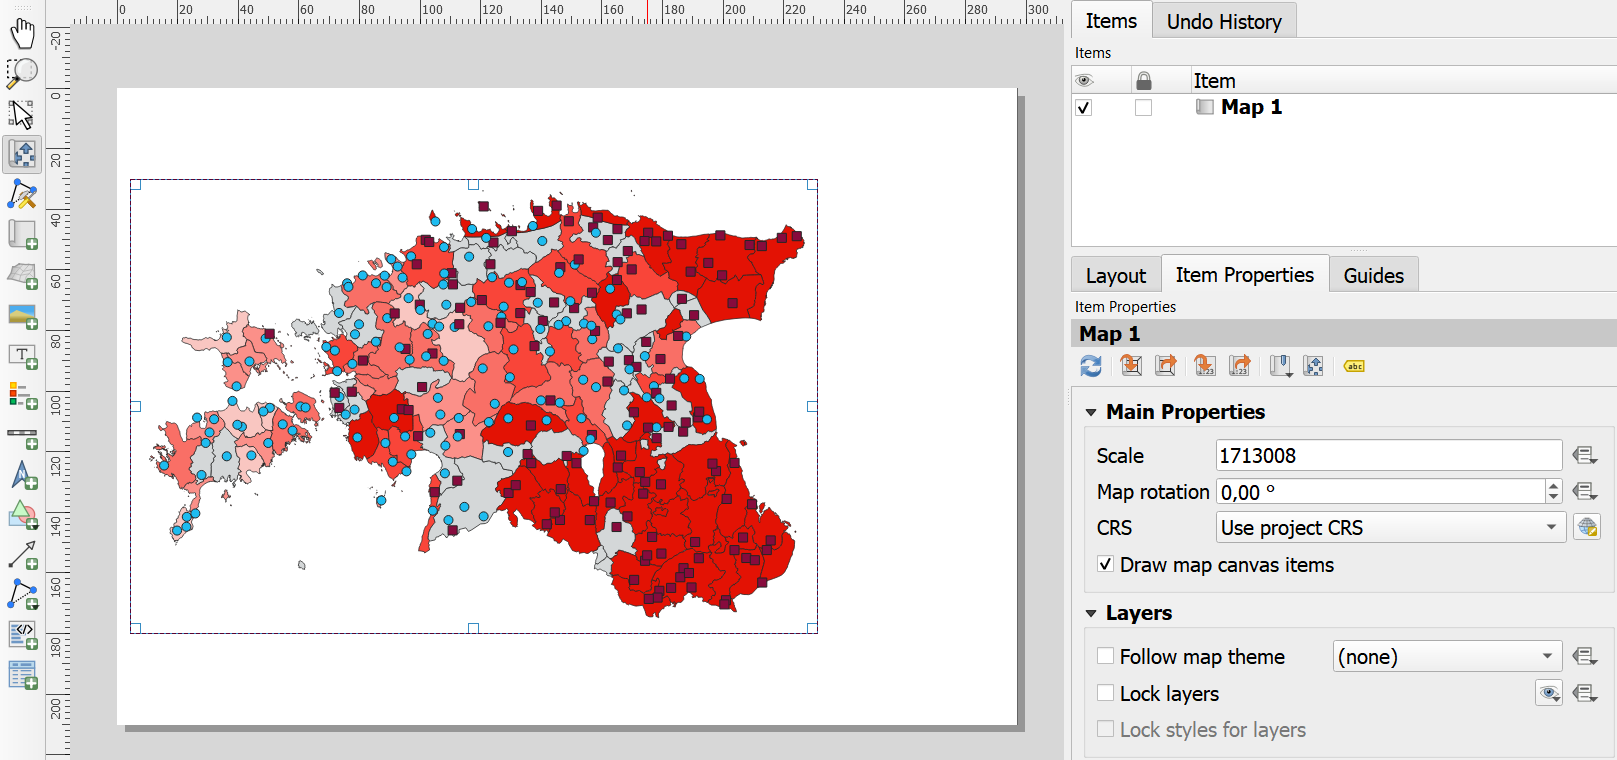 0 20 40 60 80 100 120 140 160 180 200 220 240 260 280 300
-20
0
20
40
60
80
100
120
140
160
180
200
T
</>
Items Undo History
Items
Item
Map 1
Layout Item Properties Guides
Item Properties
Map 1
123 123 abc
Main Properties
Scale 1713008
Map rotation 0,00 °
CRS Use project CRS
Draw map canvas items
Layers
Follow map theme (none)
Lock layers
Lock styles for layers